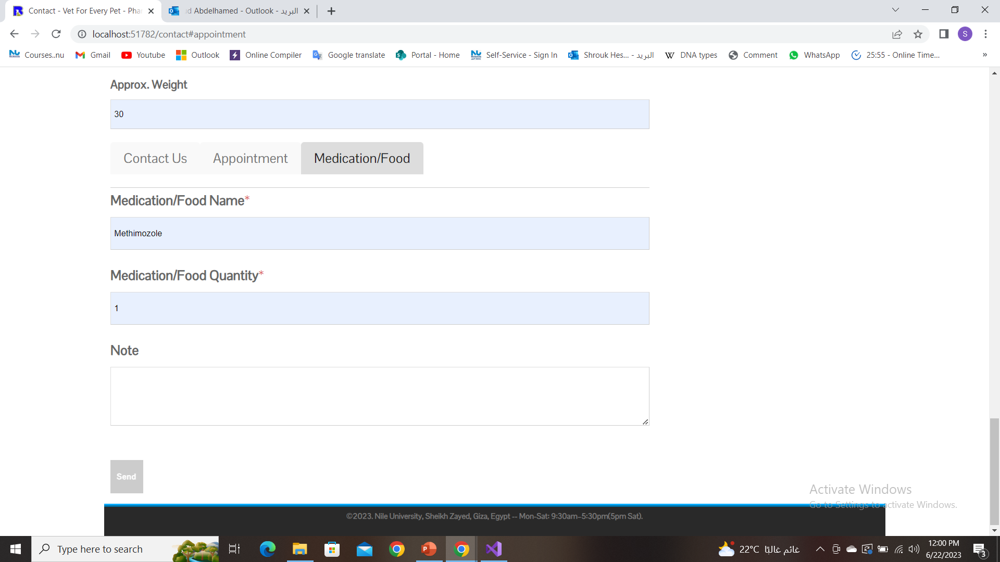 Contact - Vet For Every Pet - Phar
ud Abdelhamed - Outlook - البريد
localhost:51782/contact#appointment
S
Courses..nu
Gmail
Youtube
Outlook
Online Compiler
Google translate
Portal - Home
Self-Service - Sign In
Shrouk Hes... - البريد
DNA types
Comment
WhatsApp
25:55 - Online Time...
»
Approx. Weight
30
Contact Us
Appointment
Medication/Food
Medication/Food Name*
Methimozole
Medication/Food Quantity*
1
Note
Send
Activate Windows
Go to Settings to activate Windows.
©2023. Nile University, Sheikh Zayed, Giza, Egypt -- Mon-Sat: 9:30am-5:30pm(5pm Sat).
Type here to search
22°C غائم غالبًا
12:00 PM
6/22/2023
3